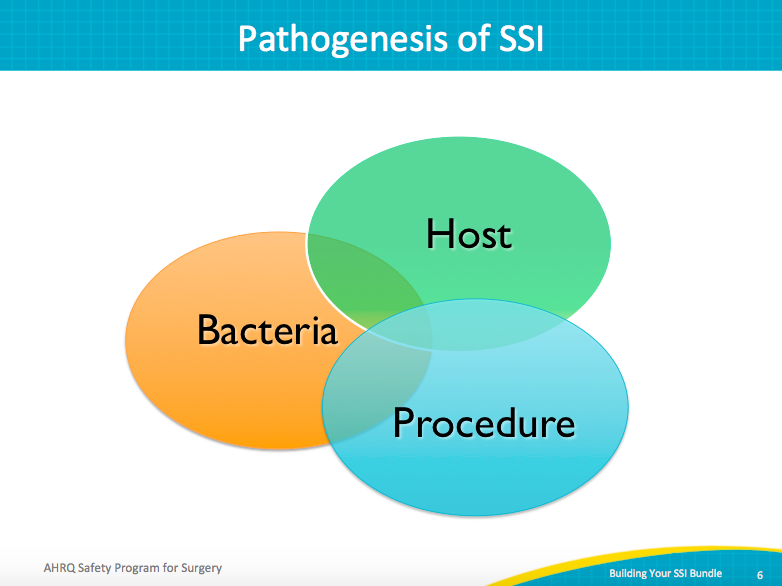 Pathogenesis of SSI
Host
Bacteria
Procedure
AHRQ Safety Program for Surgery
Building Your SSI Bundle
6